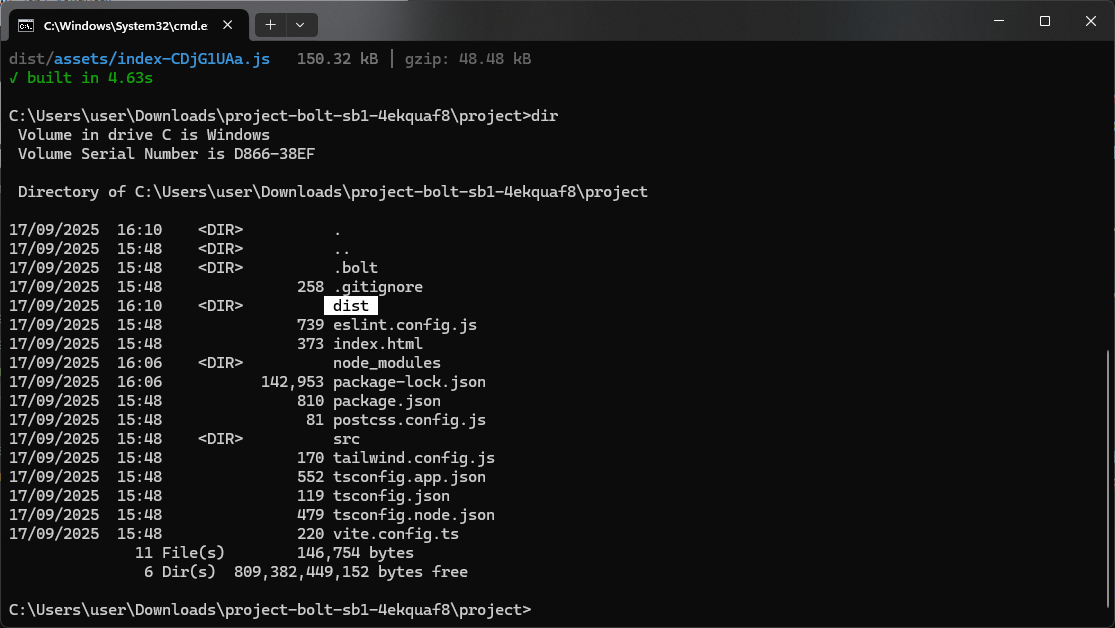 C:\Windows\System32\cmd.e
dist/assets/index-CDjG1UAa.js   150.32 kB │ gzip: 48.48 kB
✓ built in 4.63s
C:\Users\user\Downloads\project-bolt-sb1-4ekquaf8\project>dir
 Volume in drive C is Windows
 Volume Serial Number is D866-38EF
 Directory of C:\Users\user\Downloads\project-bolt-sb1-4ekquaf8\project
17/09/2025  16:10    <DIR>          .
17/09/2025  15:48    <DIR>          ..
17/09/2025  15:48    <DIR>          .bolt
17/09/2025  15:48               258 .gitignore
17/09/2025  16:10    <DIR>          dist
17/09/2025  15:48               739 eslint.config.js
17/09/2025  15:48               373 index.html
17/09/2025  16:06    <DIR>          node_modules
17/09/2025  16:06           142,953 package-lock.json
17/09/2025  15:48               810 package.json
17/09/2025  15:48                81 postcss.config.js
17/09/2025  15:48    <DIR>          src
17/09/2025  15:48               170 tailwind.config.js
17/09/2025  15:48               552 tsconfig.app.json
17/09/2025  15:48               119 tsconfig.json
17/09/2025  15:48               479 tsconfig.node.json
17/09/2025  15:48               220 vite.config.ts
              11 File(s)        146,754 bytes
               6 Dir(s)  809,382,449,152 bytes free
C:\Users\user\Downloads\project-bolt-sb1-4ekquaf8\project>